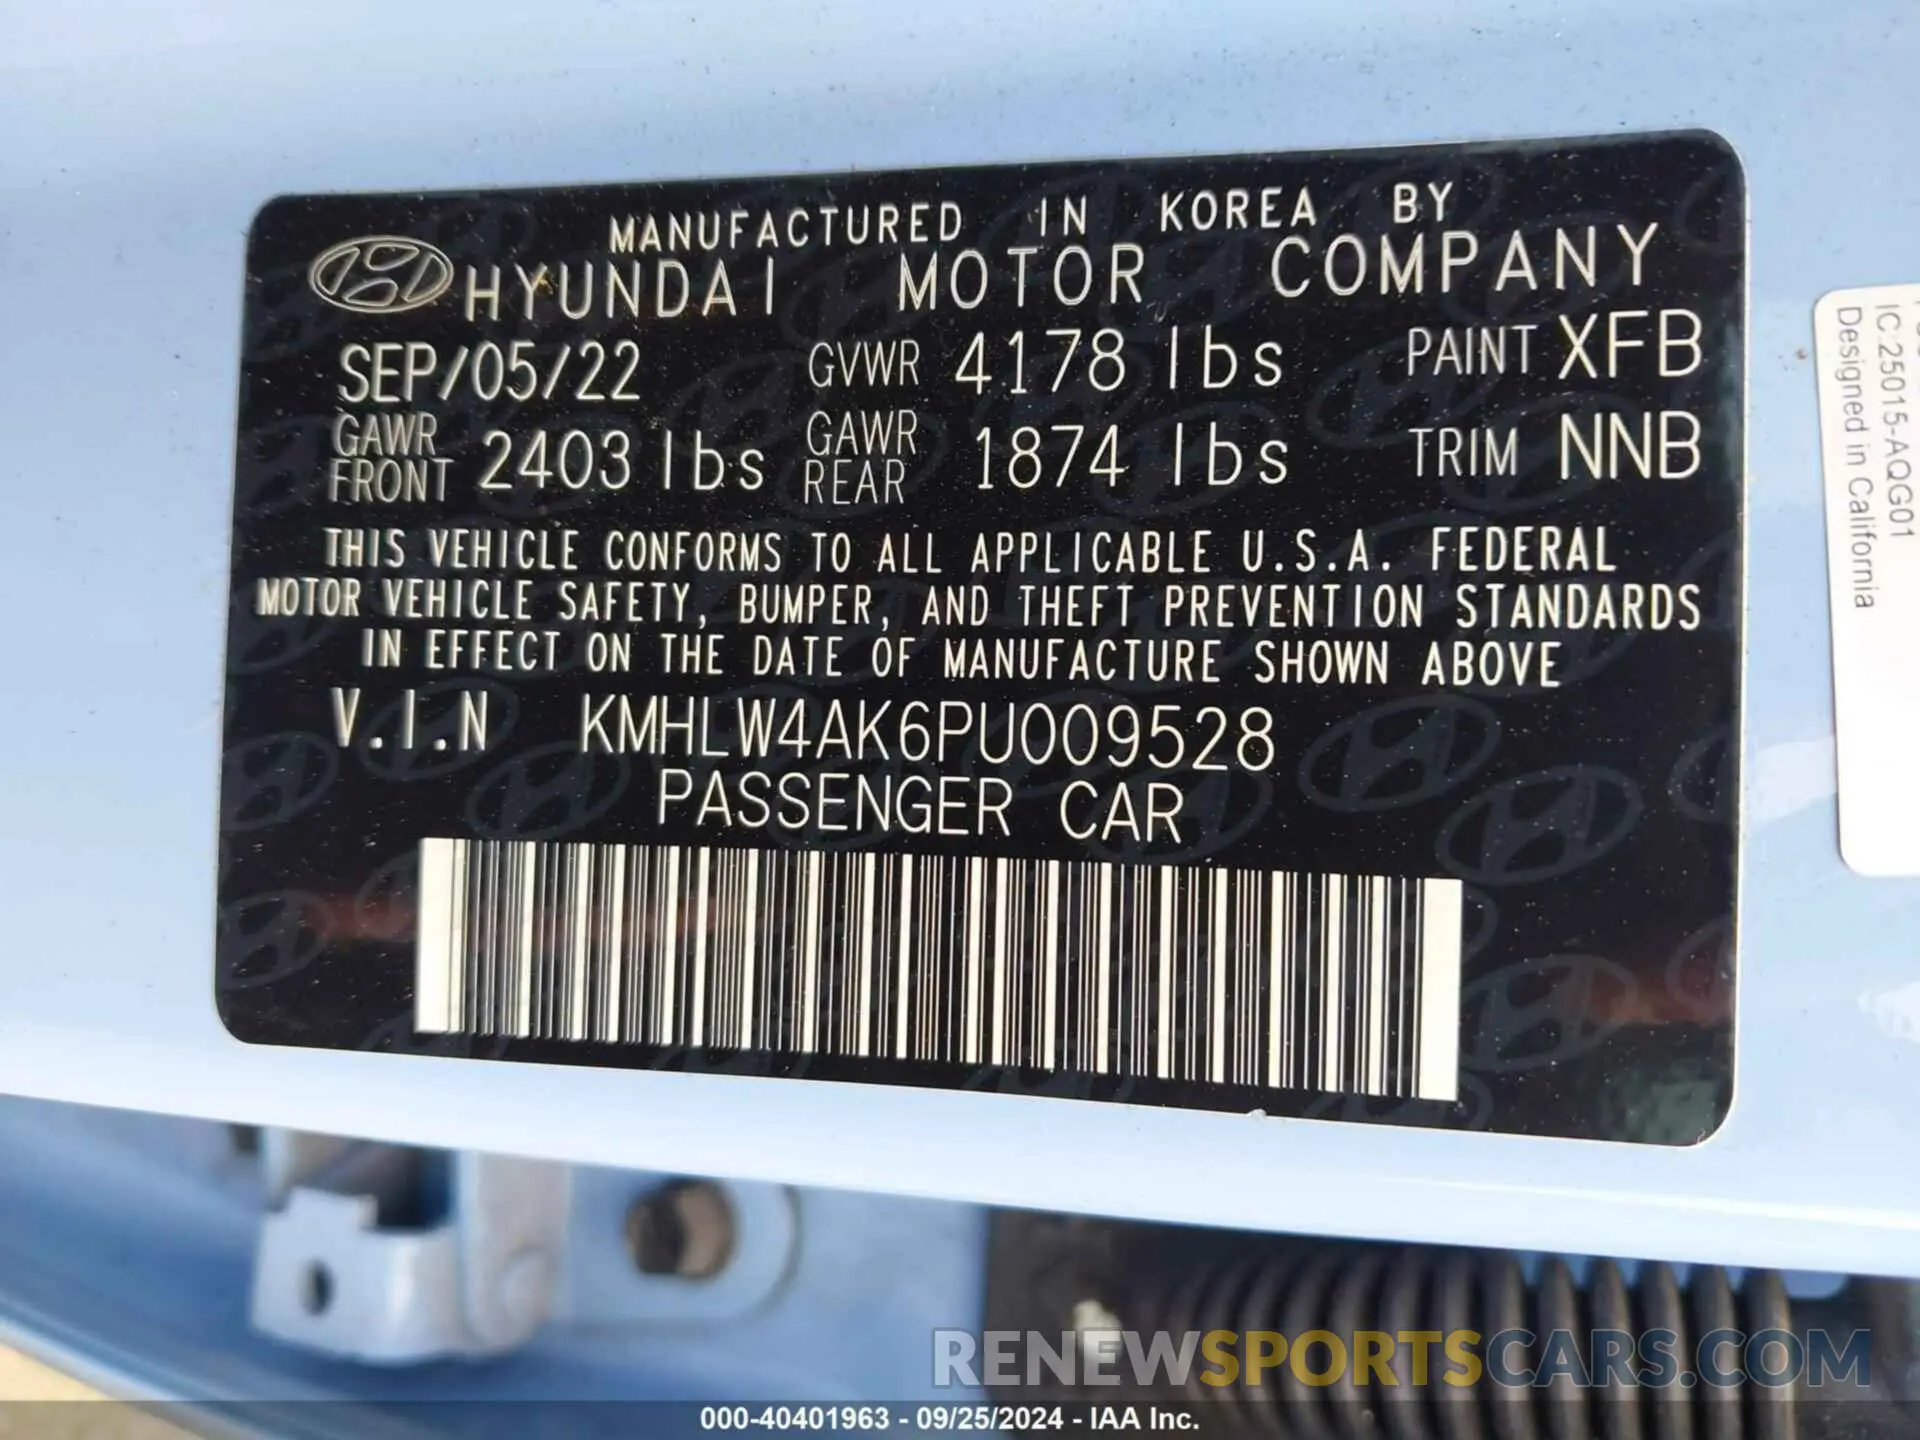 MANUFACTURED IN KOREA BY
HYUNDAI MOTOR COMPANY
SEP/05/22 GVWR 4178 lbs PAINT XFB
GAWR FRONT 2403 lbs GAWR REAR 1874 lbs TRIM NNB
THIS VEHICLE CONFORMS TO ALL APPLICABLE U.S.A. FEDERAL
MOTOR VEHICLE SAFETY, BUMPER, AND THEFT PREVENTION STANDARDS
IN EFFECT ON THE DATE OF MANUFACTURE SHOWN ABOVE
V.I.N KMHLW4AK6PU009528
PASSENGER CAR
IC:25015-AQG01
Designed in California
RENEWSPORTSCARS.COM
000-40401963 - 09/25/2024 - IAA Inc.